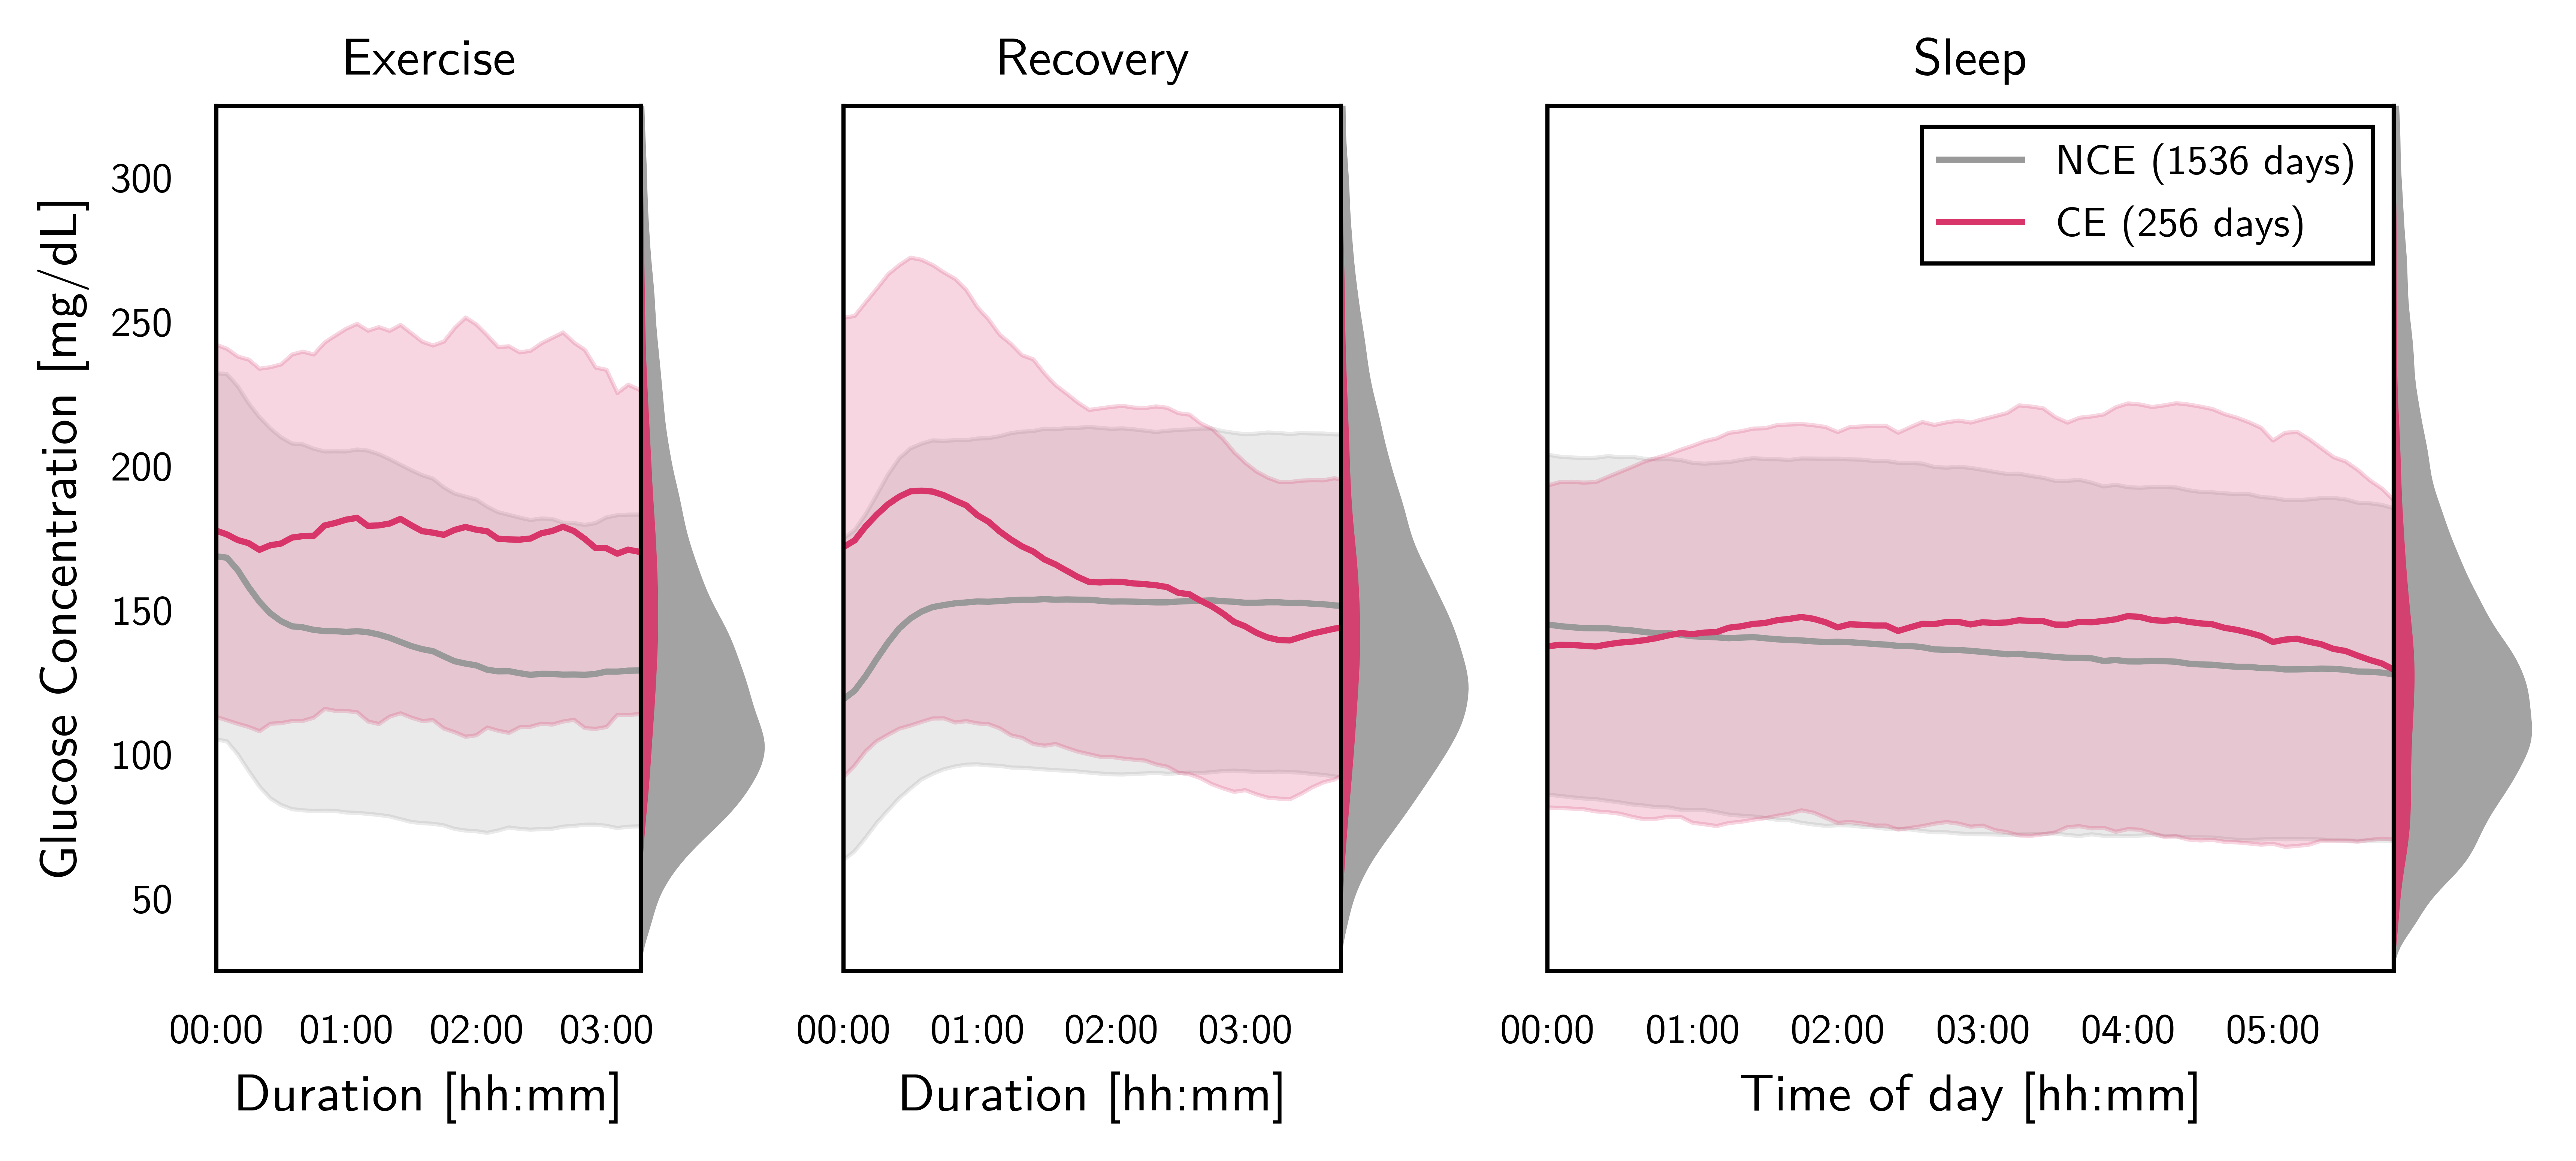 Exercise
Recovery
Sleep
Glucose Concentration [mg/dL]
300
250
200
150
100
50
NCE (1536 days)
CE (256 days)
00:00 01:00 02:00 03:00
00:00 01:00 02:00 03:00
00:00 01:00 02:00 03:00 04:00 05:00
Duration [hh:mm]
Duration [hh:mm]
Time of day [hh:mm]